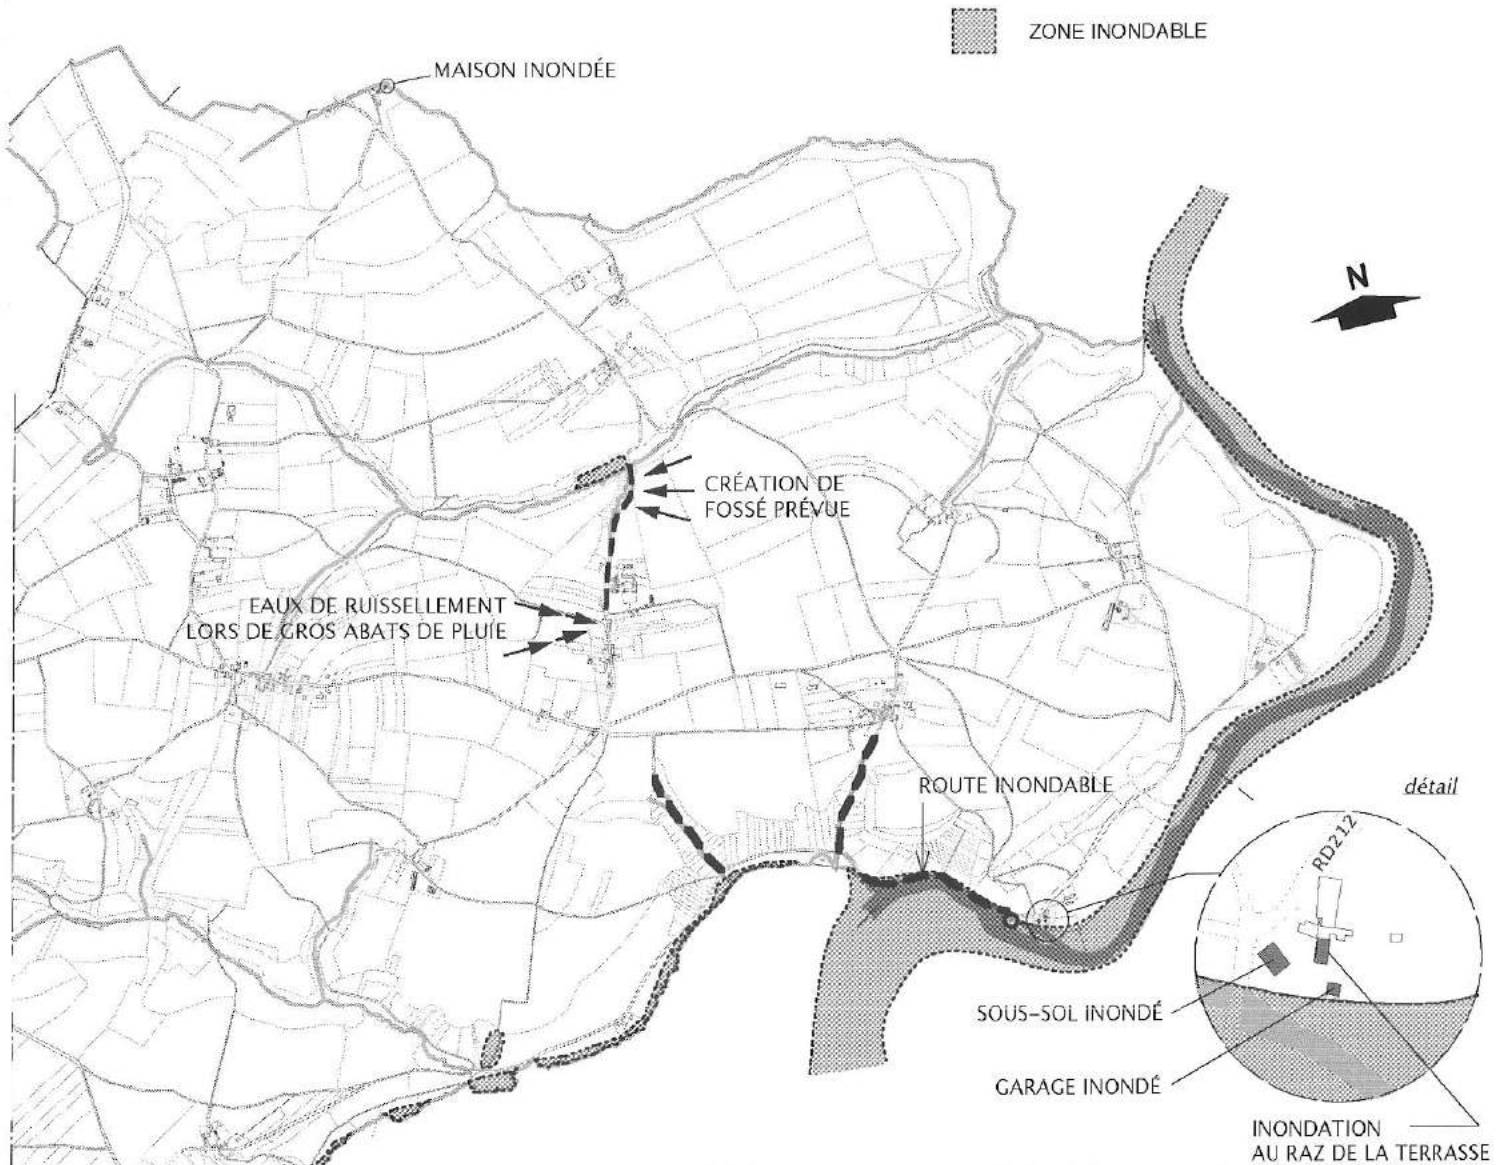 ZONE INONDABLE
MAISON INONDÉE
N
CRÉATION DE
FOSSÉ PRÉVUE
EAUX DE RUISSELLEMENT
LORS DE GROS ABATS DE PLUIE
ROUTE INONDABLE
détail
RD212
SOUS-SOL INONDÉ
GARAGE INONDÉ
INONDATION
AU RAZ DE LA TERRASSE